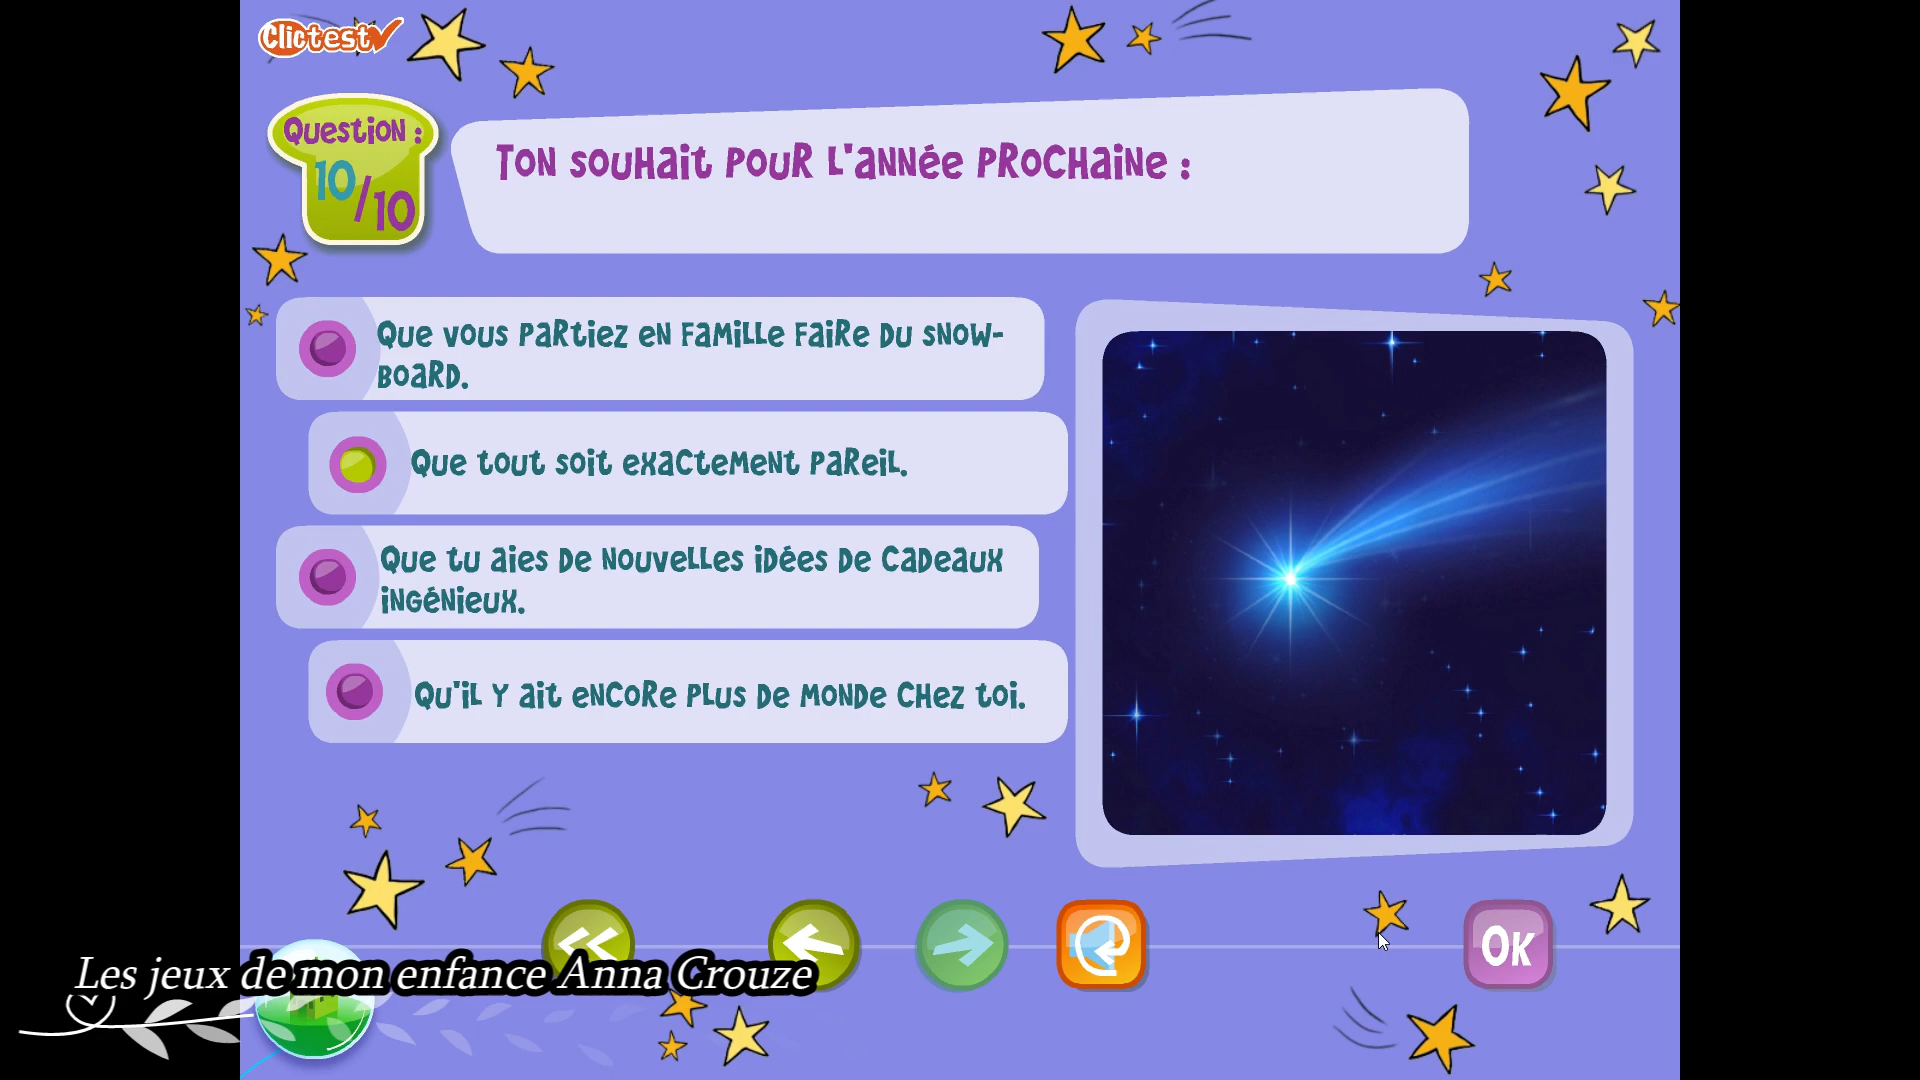 Clictest
Question :
10/10
Ton souhait pour l'année prochaine :
Que vous partiez en famille faire du snow-
board.
Que tout soit exactement pareil.
Que tu aies de nouvelles idées de cadeaux
ingénieux.
Qu'il y ait encore plus de monde chez toi.
OK
Les jeux de mon enfance Anna Crouze